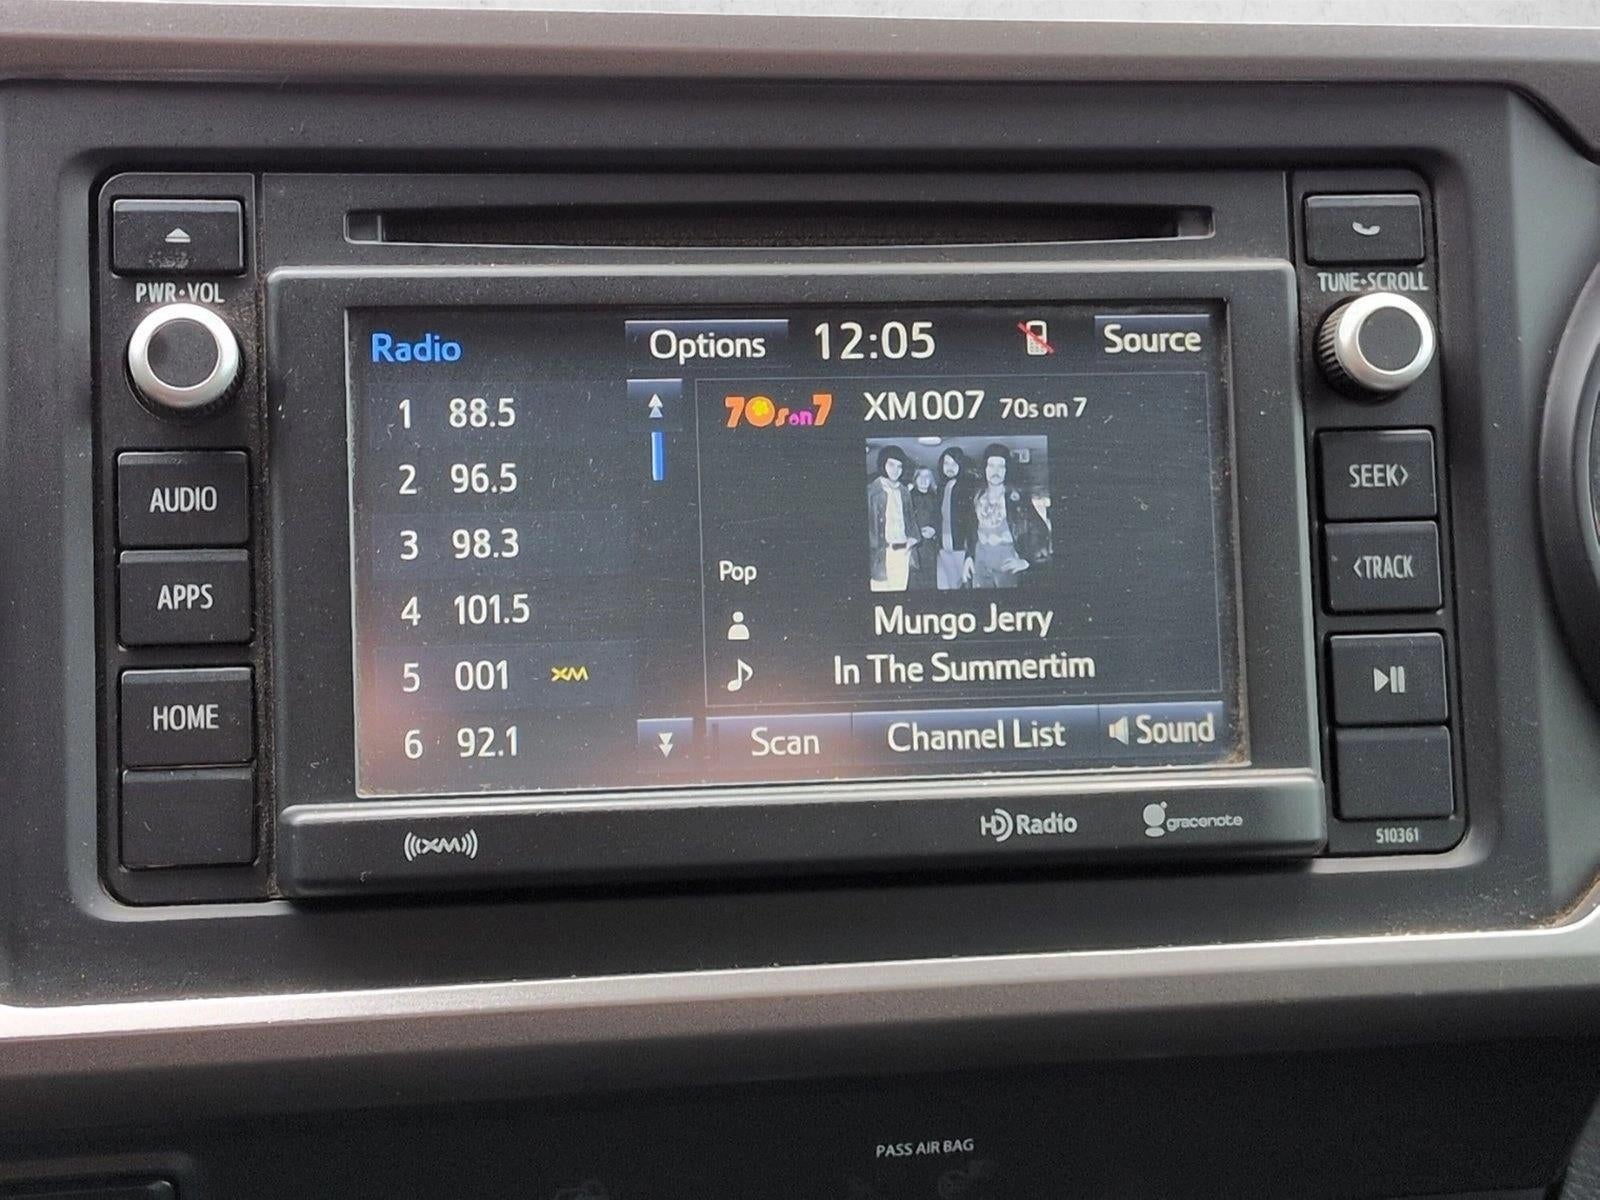 PWR•VOL
TUNE•SCROLL
Radio
Options
12:05
Source
1 88.5
2 96.5
3 98.3
4 101.5
5 001 XM
6 92.1
70s on 7
XM007 70s on 7
Pop
Mungo Jerry
In The Summertim
Scan
Channel List
Sound
AUDIO
APPS
HOME
SEEK>
<TRACK
((XM))
HD Radio
gracenote
510361
PASS AIR BAG